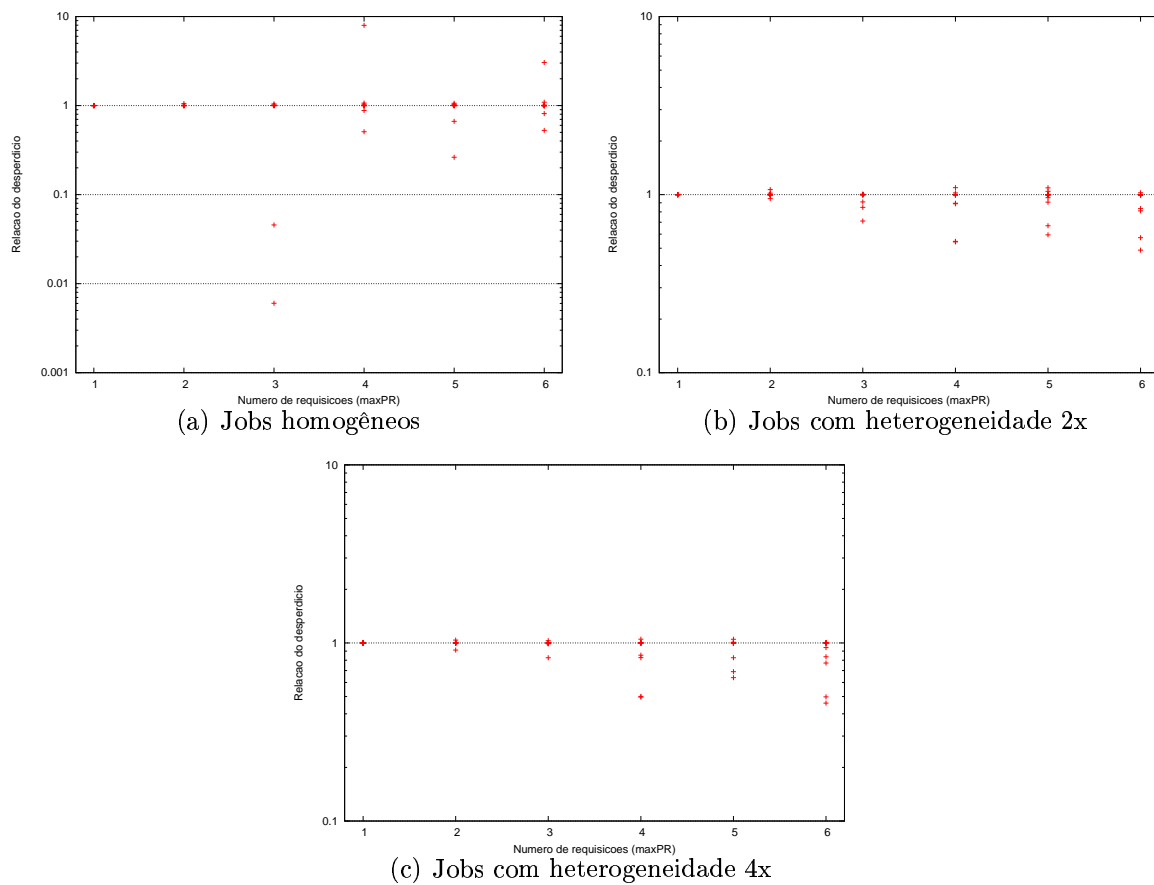 10
1
0.1
0.01
0.001
Relacao do desperdicio
1 2 3 4 5 6
Numero de requisicoes (maxPR)
(a) Jobs homogêneos
10
1
0.1
Relacao do desperdicio
1 2 3 4 5 6
Numero de requisicoes (maxPR)
(b) Jobs com heterogeneidade 2x
10
1
0.1
Relacao do desperdicio
1 2 3 4 5 6
Numero de requisicoes (maxPR)
(c) Jobs com heterogeneidade 4x